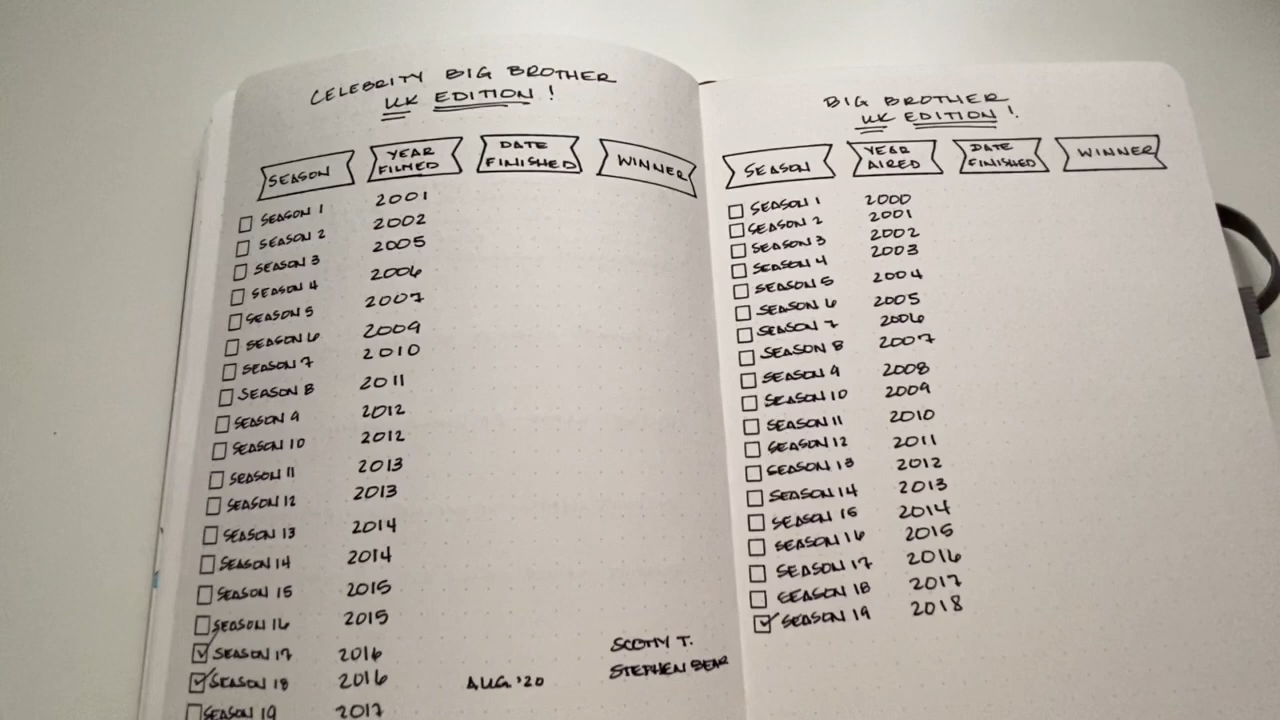 CELEBRITY BIG BROTHER
UK EDITION!
SEASON YEAR FILMED DATE FINISHED WINNER
SEASON 1 2001
SEASON 2 2002
SEASON 3 2005
SEASON 4 2006
SEASON 5 2007
SEASON 6 2009
SEASON 7 2010
SEASON 8 2011
SEASON 9 2012
SEASON 10 2012
SEASON 11 2013
SEASON 12 2013
SEASON 13 2014
SEASON 14 2014
SEASON 15 2015
SEASON 16 2015
SEASON 17 2016 SCOTTY T.
SEASON 18 2016 AUG '20 STEPHEN BEAR
SEASON 19 2017
BIG BROTHER
UK EDITION!
SEASON YEAR AIRED DATE FINISHED WINNER
SEASON 1 2000
SEASON 2 2001
SEASON 3 2002
SEASON 4 2003
SEASON 5 2004
SEASON 6 2005
SEASON 7 2006
SEASON 8 2007
SEASON 9 2008
SEASON 10 2009
SEASON 11 2010
SEASON 12 2011
SEASON 13 2012
SEASON 14 2013
SEASON 15 2014
SEASON 16 2015
SEASON 17 2016
SEASON 18 2017
SEASON 19 2018